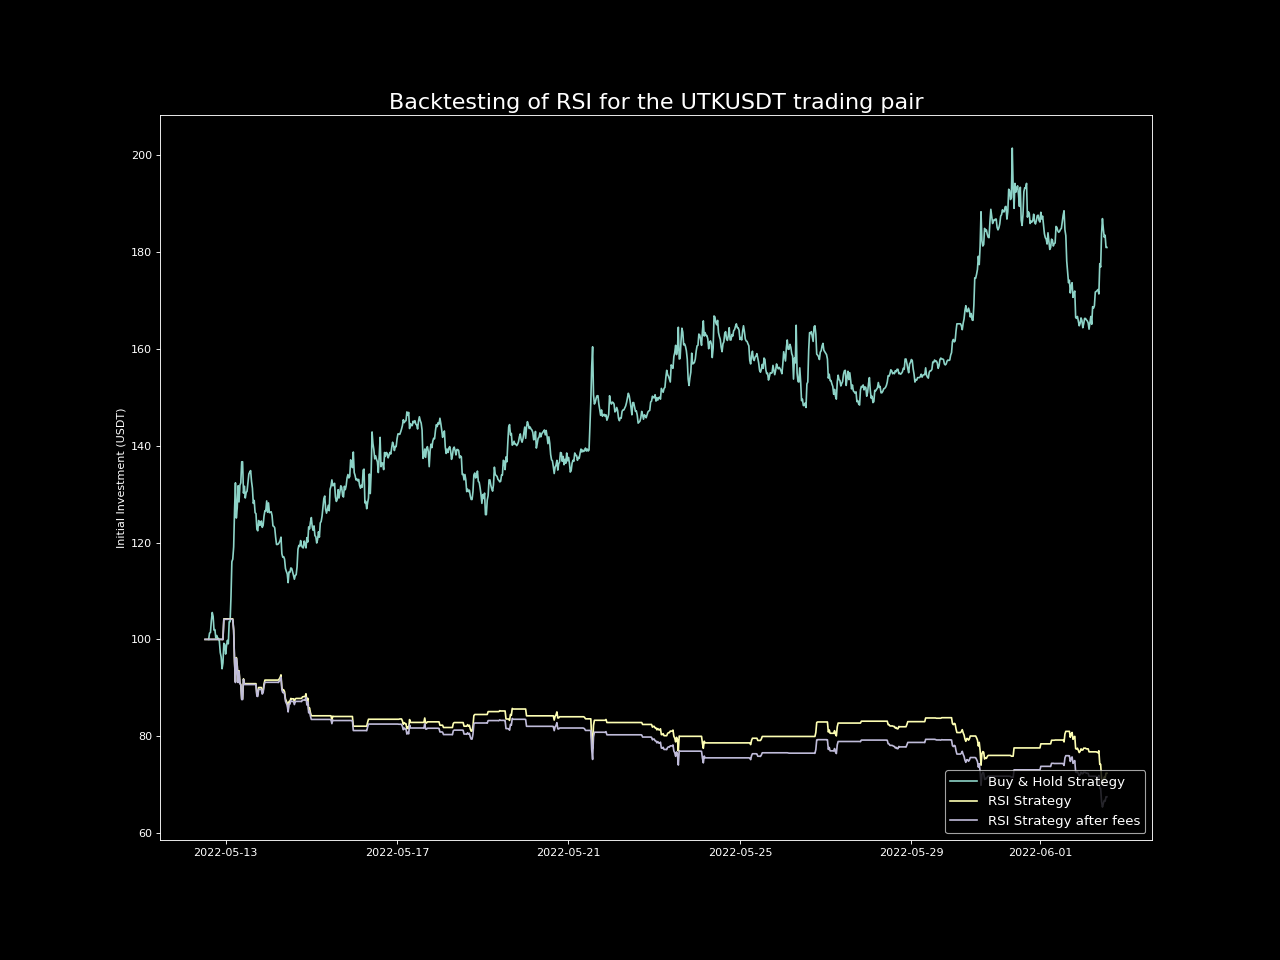 Backtesting of RSI for the UTKUSDT trading pair
200
180
160
140
120
100
80
60
Initial Investment (USDT)
Buy & Hold Strategy
RSI Strategy
RSI Strategy after fees
2022-05-13 2022-05-17 2022-05-21 2022-05-25 2022-05-29 2022-06-01